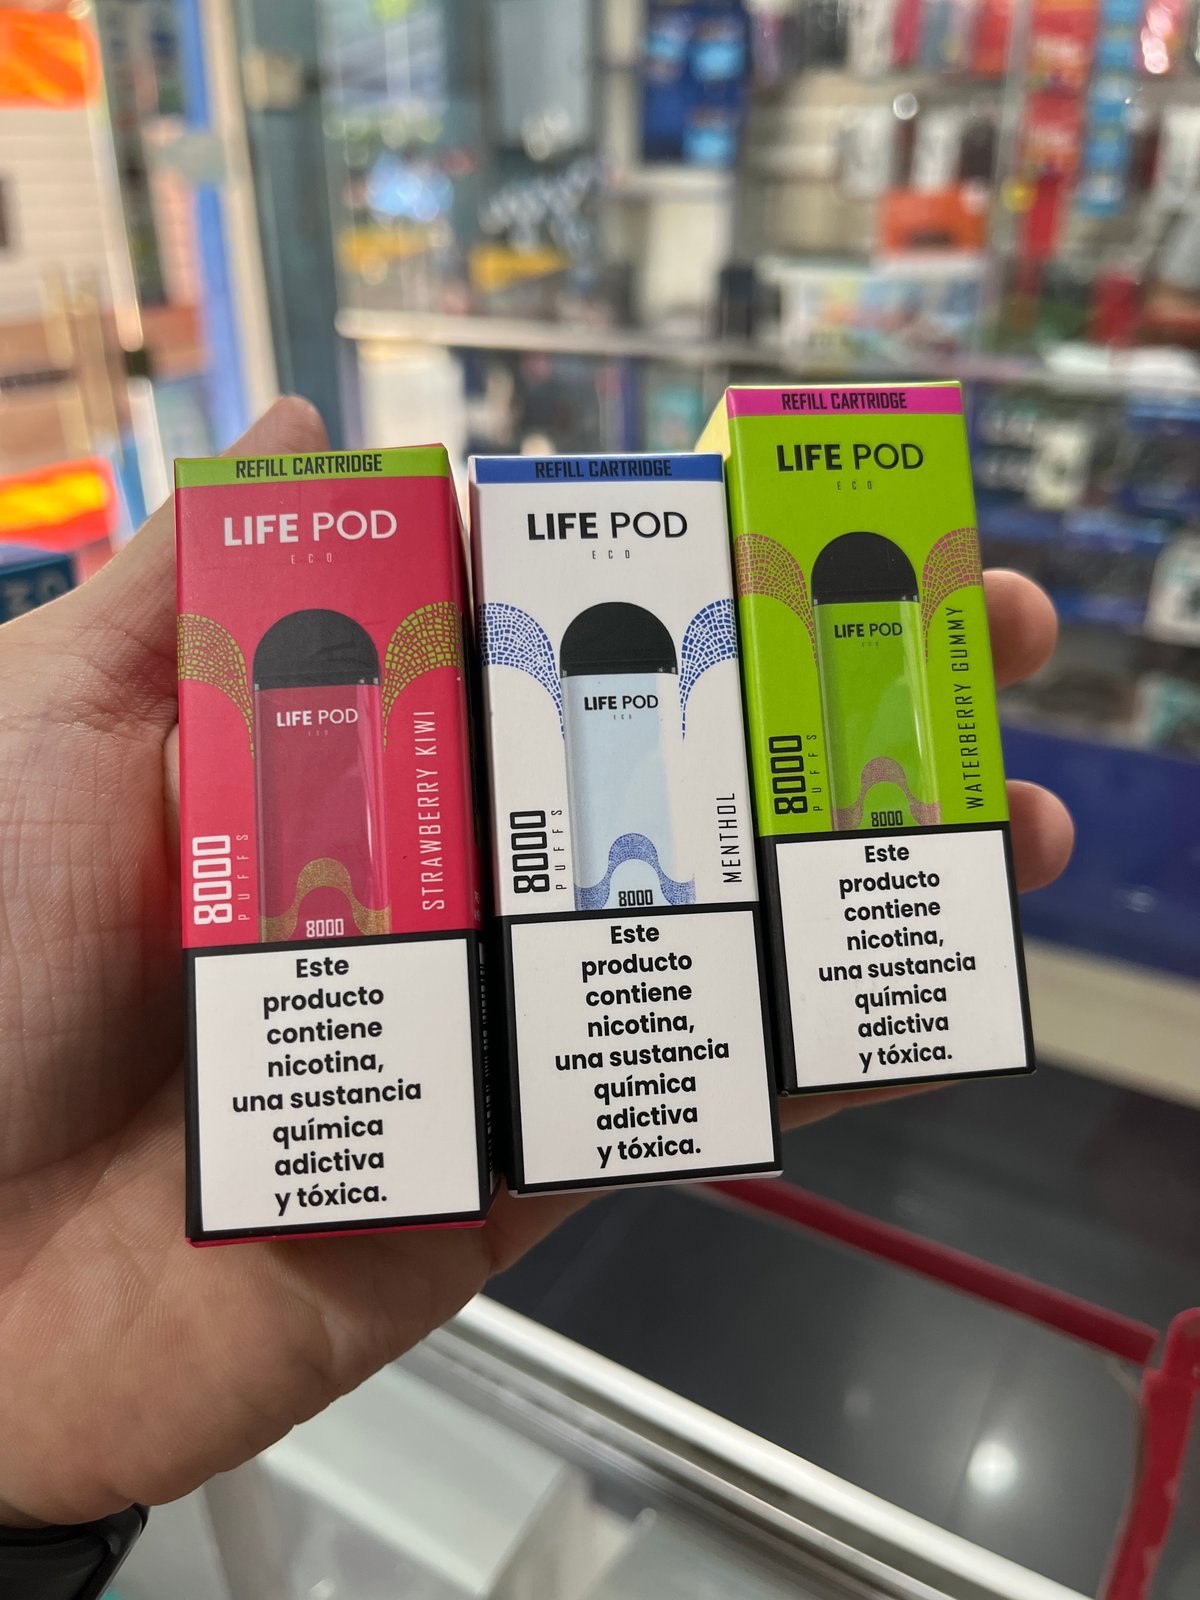 REFILL CARTRIDGE
LIFE POD
ECO
LIFE POD
ECO
8000
PUFFS
STRAWBERRY KIWI
8000
Este
producto
contiene
nicotina,
una sustancia
química
adictiva
y tóxica.
REFILL CARTRIDGE
LIFE POD
ECO
LIFE POD
ECO
8000
PUFFS
MENTHOL
8000
Este
producto
contiene
nicotina,
una sustancia
química
adictiva
y tóxica.
REFILL CARTRIDGE
LIFE POD
ECO
LIFE POD
ECO
8000
PUFFS
WATERBERRY GUMMY
8000
Este
producto
contiene
nicotina,
una sustancia
química
adictiva
y tóxica.